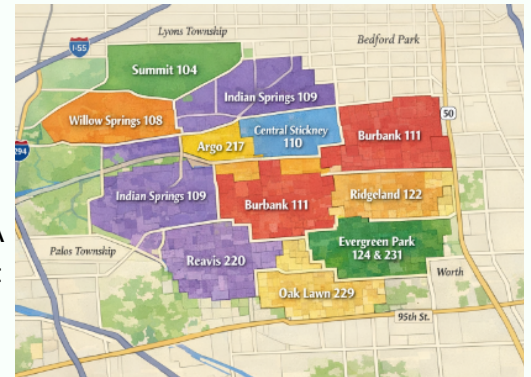 Lyons Township
I-55
Bedford Park
Summit 104
Indian Springs 109
Willow Springs 108
50
Central Stickney
110
Burbank 111
Argo 217
294
Indian Springs 109
Ridgeland 122
Burbank 111
A
Palos Township
Evergreen Park
124 & 231
Reavis 220
Worth
Oak Lawn 229
95th St.